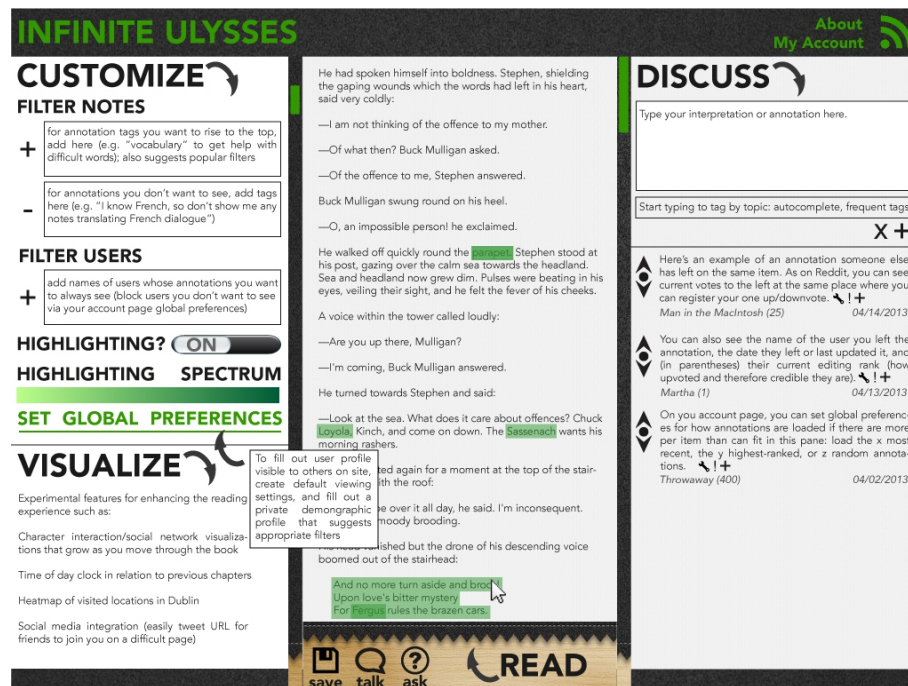 INFINITE ULYSSES
About
My Account
CUSTOMIZE
FILTER NOTES
+
for annotation tags you want to rise to the top,
add here (e.g. "vocabulary" to get help with
difficult words); also suggests popular filters
-
for annotations you don't want to see, add tags
here (e.g. "I know French, so don't show me any
notes translating French dialogue")
FILTER USERS
+
add names of users whose annotations you want
to always see (block users you don't want to see
via your account page global preferences)
HIGHLIGHTING? ON
HIGHLIGHTING SPECTRUM
SET GLOBAL PREFERENCES
VISUALIZE
To fill out user profile
visible to others on site,
create default viewing
settings, and fill out a
private demongraphic
profile that suggests
appropriate filters
Experimental features for enhancing the reading
experience such as:
Character interaction/social network visualiza-
tions that grow as you move through the book
Time of day clock in relation to previous chapters
Heatmap of visited locations in Dublin
Social media integration (easily tweet URL for
friends to join you on a difficult page)
He had spoken himself into boldness. Stephen, shielding
the gaping wounds which the words had left in his heart,
said very coldly:
—I am not thinking of the offence to my mother.
—Of what then? Buck Mulligan asked.
—Of the offence to me, Stephen answered.
Buck Mulligan swung round on his heel.
—O, an impossible person! he exclaimed.
He walked off quickly round the parapet. Stephen stood at
his post, gazing over the calm sea towards the headland.
Sea and headland now grew dim. Pulses were beating in his
eyes, veiling their sight, and he felt the fever of his cheeks.
A voice within the tower called loudly:
—Are you up there, Mulligan?
—I'm coming, Buck Mulligan answered.
He turned towards Stephen and said:
—Look at the sea. What does it care about offences? Chuck
Loyola, Kinch, and come on down. The Sassenach wants his
morning rashers.
ted again for a moment at the top of the stair-
ith the roof:
e over it all day, he said. I'm inconsequent.
moody brooding.
ished but the drone of his descending voice
boomed out of the stairhead:
And no more turn aside and brood
Upon love's bitter mystery
For Fergus rules the brazen cars.
save talk ask READ
DISCUSS
Type your interpretation or annotation here.
Start typing to tag by topic: autocomplete, frequent tags
X +
Here's an example of an annotation someone else
has left on the same item. As on Reddit, you can see
current votes to the left at the same place where you
can register your one up/downvote. ! +
Man in the MacIntosh (25) 04/14/2013
You can also see the name of the user you left the
annotation, the date they left or last updated it, and
(in parentheses) their current editing rank (how
upvoted and therefore credible they are). ! +
Martha (1) 04/13/2013
On you account page, you can set global preferenc-
es for how annotations are loaded if there are more
per item than can fit in this pane: load the x most
recent, the y highest-ranked, or z random annota-
tions. ! +
Throwaway (400) 04/02/2013